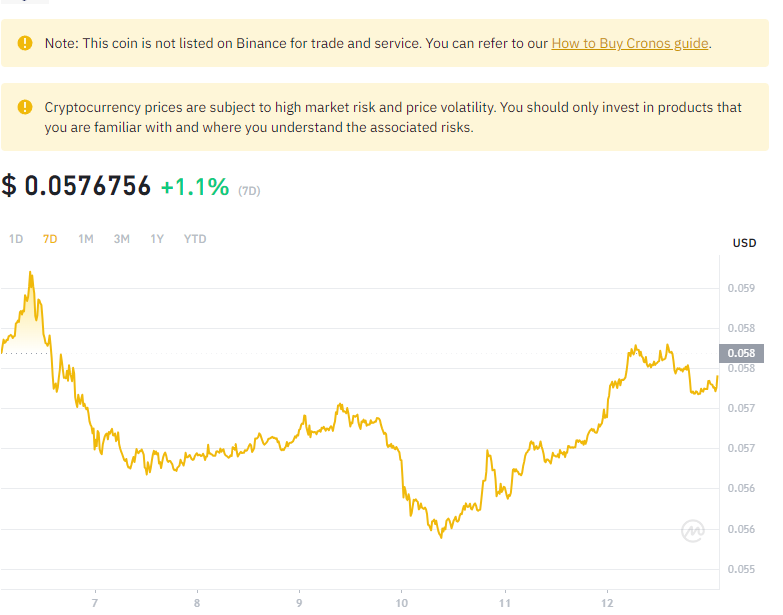 Note: This coin is not listed on Binance for trade and service. You can refer to our How to Buy Cronos guide.
Cryptocurrency prices are subject to high market risk and price volatility. You should only invest in products that
you are familiar with and where you understand the associated risks.
$ 0.0576756 +1.1% (7D)
1D 7D 1M 3M 1Y YTD
USD
0.059
0.058
0.058
0.058
0.057
0.057
0.056
0.056
0.055
7 8 9 10 11 12